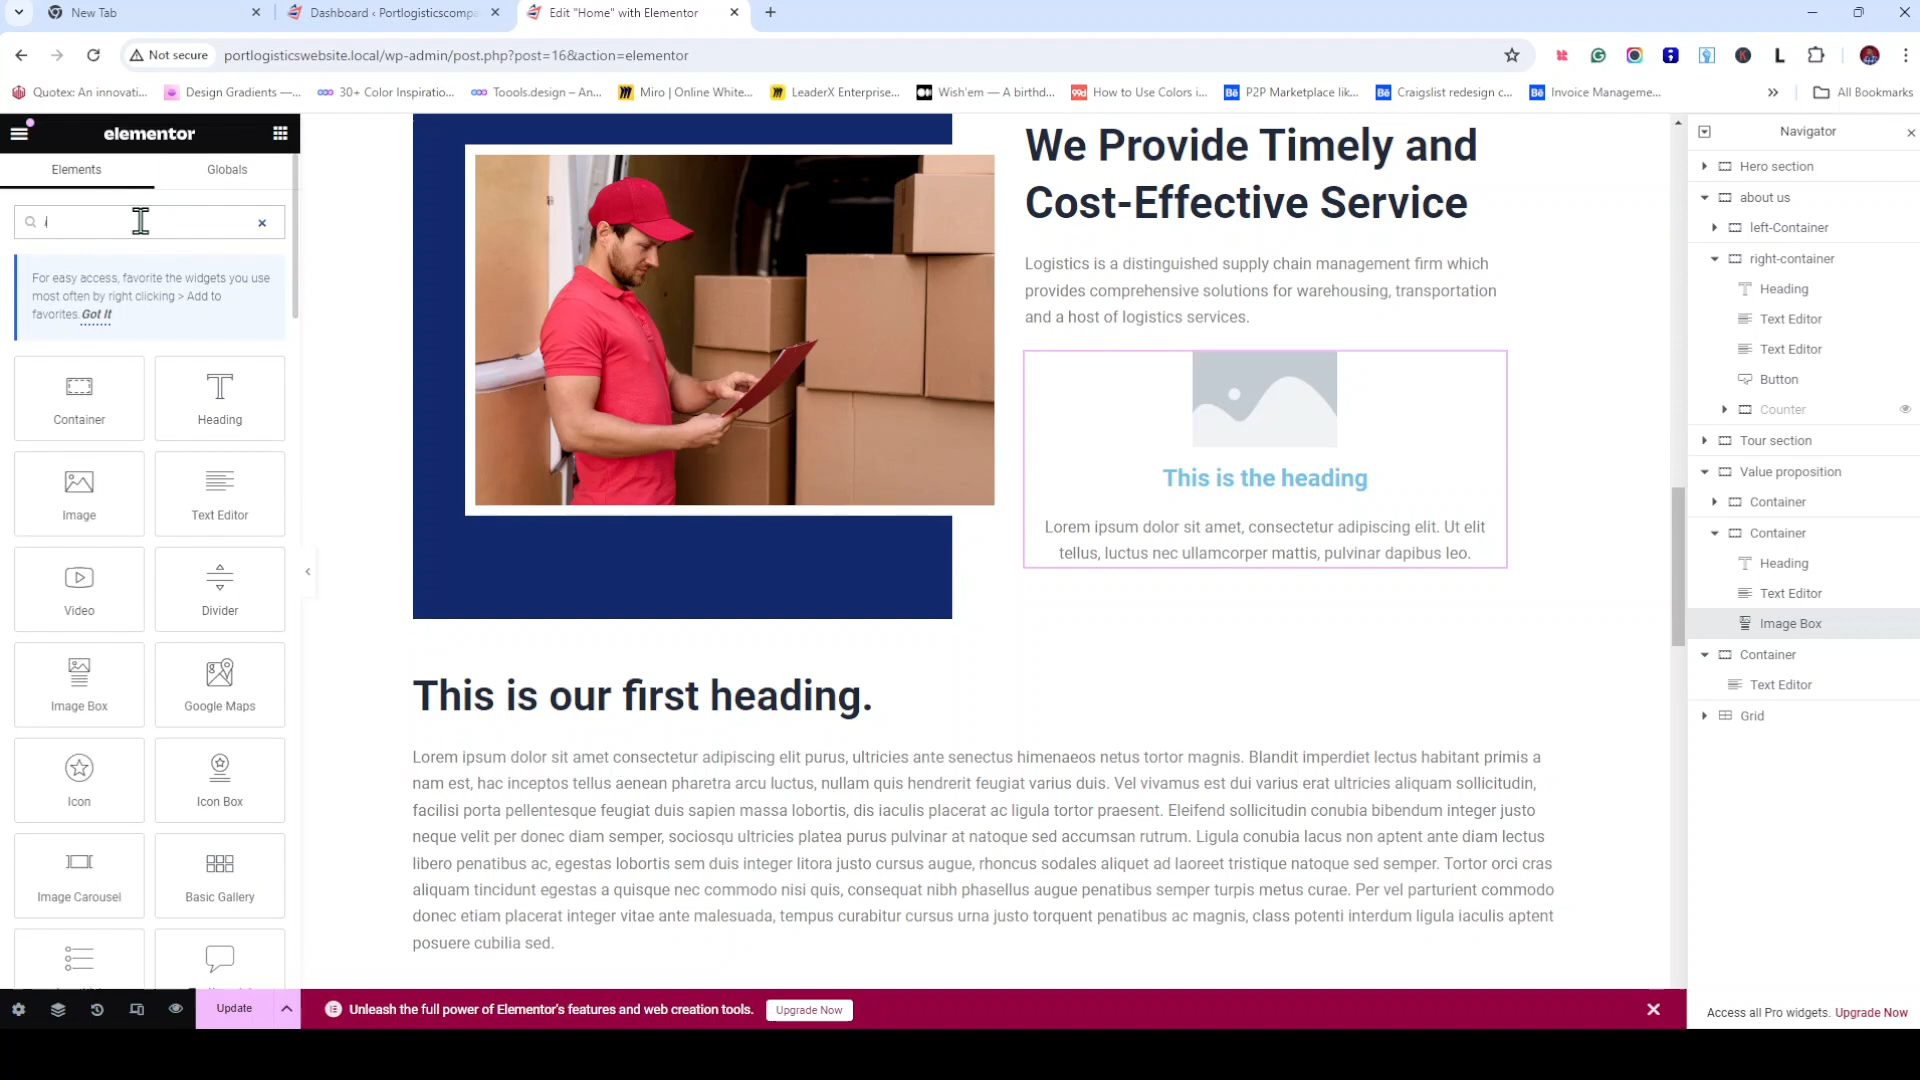 New Tab
Dashboard ‹ Portlogisticscompa
Edit "Home" with Elementor
Not secure
portlogisticswebsite.local/wp-admin/post.php?post=16&action=elementor
Quotex: An innovati...
Design Gradients —...
30+ Color Inspiratio...
Toools.design – An...
Miro | Online White...
LeaderX Enterprise...
Wish'em — A birthd...
How to Use Colors i...
P2P Marketplace lik...
Craigslist redesign c...
Invoice Manageme...
All Bookmarks
elementor
Elements
Globals
i
For easy access, favorite the widgets you use
most often by right clicking > Add to
favorites. Got It
Container
Heading
Image
Text Editor
Video
Divider
Image Box
Google Maps
Icon
Icon Box
Image Carousel
Basic Gallery
Update
We Provide Timely and
Cost-Effective Service
Logistics is a distinguished supply chain management firm which
provides comprehensive solutions for warehousing, transportation
and a host of logistics services.
This is the heading
Lorem ipsum dolor sit amet, consectetur adipiscing elit. Ut elit
tellus, luctus nec ullamcorper mattis, pulvinar dapibus leo.
This is our first heading.
Lorem ipsum dolor sit amet consectetur adipiscing elit purus, ultricies ante senectus himenaeos netus tortor magnis. Blandit imperdiet lectus habitant primis a
nam est, hac inceptos tellus aenean pharetra arcu luctus, nullam quis hendrerit feugiat varius duis. Vel vivamus est dui varius erat ultricies aliquam sollicitudin,
facilisi porta pellentesque feugiat duis sapien massa lobortis, dis iaculis placerat ac ligula tortor praesent. Eleifend sollicitudin conubia bibendum integer justo
neque velit per donec diam semper, sociosqu ultricies platea purus pulvinar at natoque sed accumsan rutrum. Ligula conubia lacus non aptent ante diam lectus
libero penatibus ac, egestas lobortis sem duis integer litora justo cursus augue, rhoncus sodales aliquet ad laoreet tristique natoque sed semper. Tortor orci cras
aliquam tincidunt egestas a quisque nec commodo nisi quis, consequat nibh phasellus augue penatibus semper turpis metus curae. Per vel parturient commodo
donec etiam placerat integer vitae ante malesuada, tempus curabitur cursus urna justo torquent penatibus ac magnis, class potenti interdum ligula iaculis aptent
posuere cubilia sed.
Unleash the full power of Elementor's features and web creation tools.
Upgrade Now
Navigator
Hero section
about us
left-Container
right-container
Heading
Text Editor
Text Editor
Button
Counter
Tour section
Value proposition
Container
Container
Heading
Text Editor
Image Box
Container
Text Editor
Grid
Access all Pro widgets. Upgrade Now